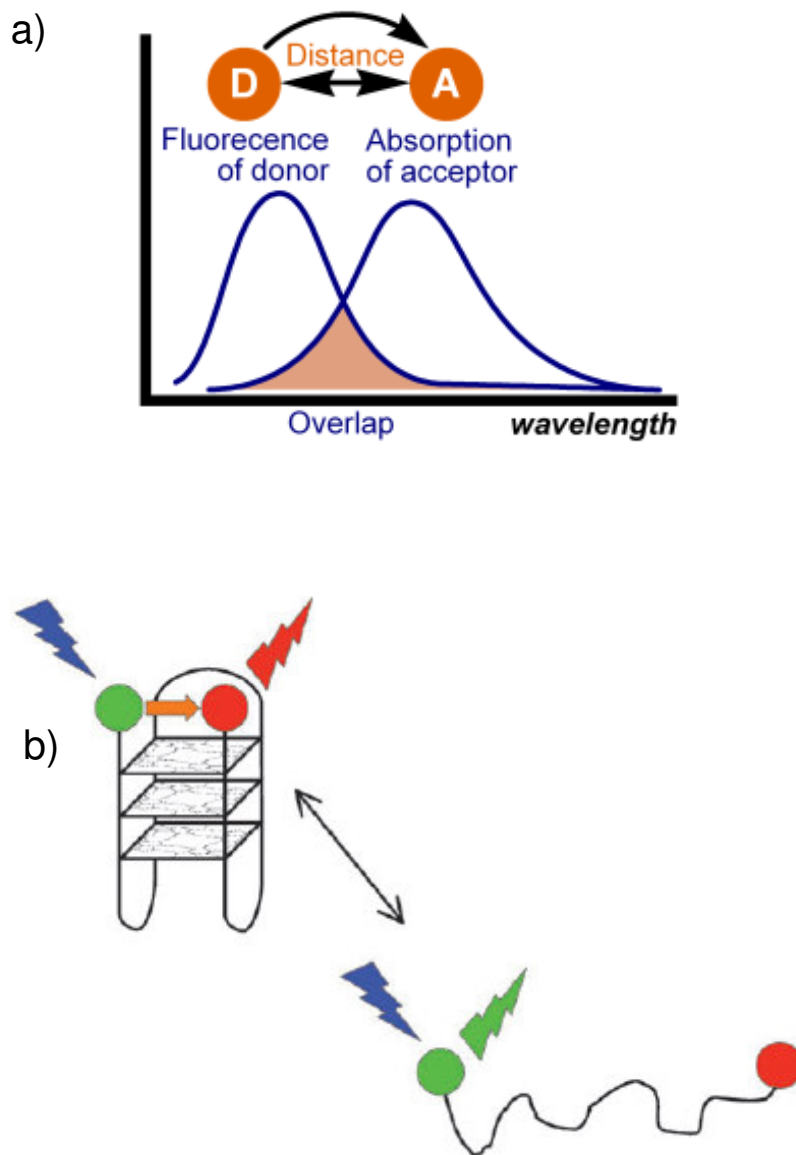 a)
Distance
D A
Fluorecence
of donor
Absorption
of acceptor
Overlap
wavelength
b)